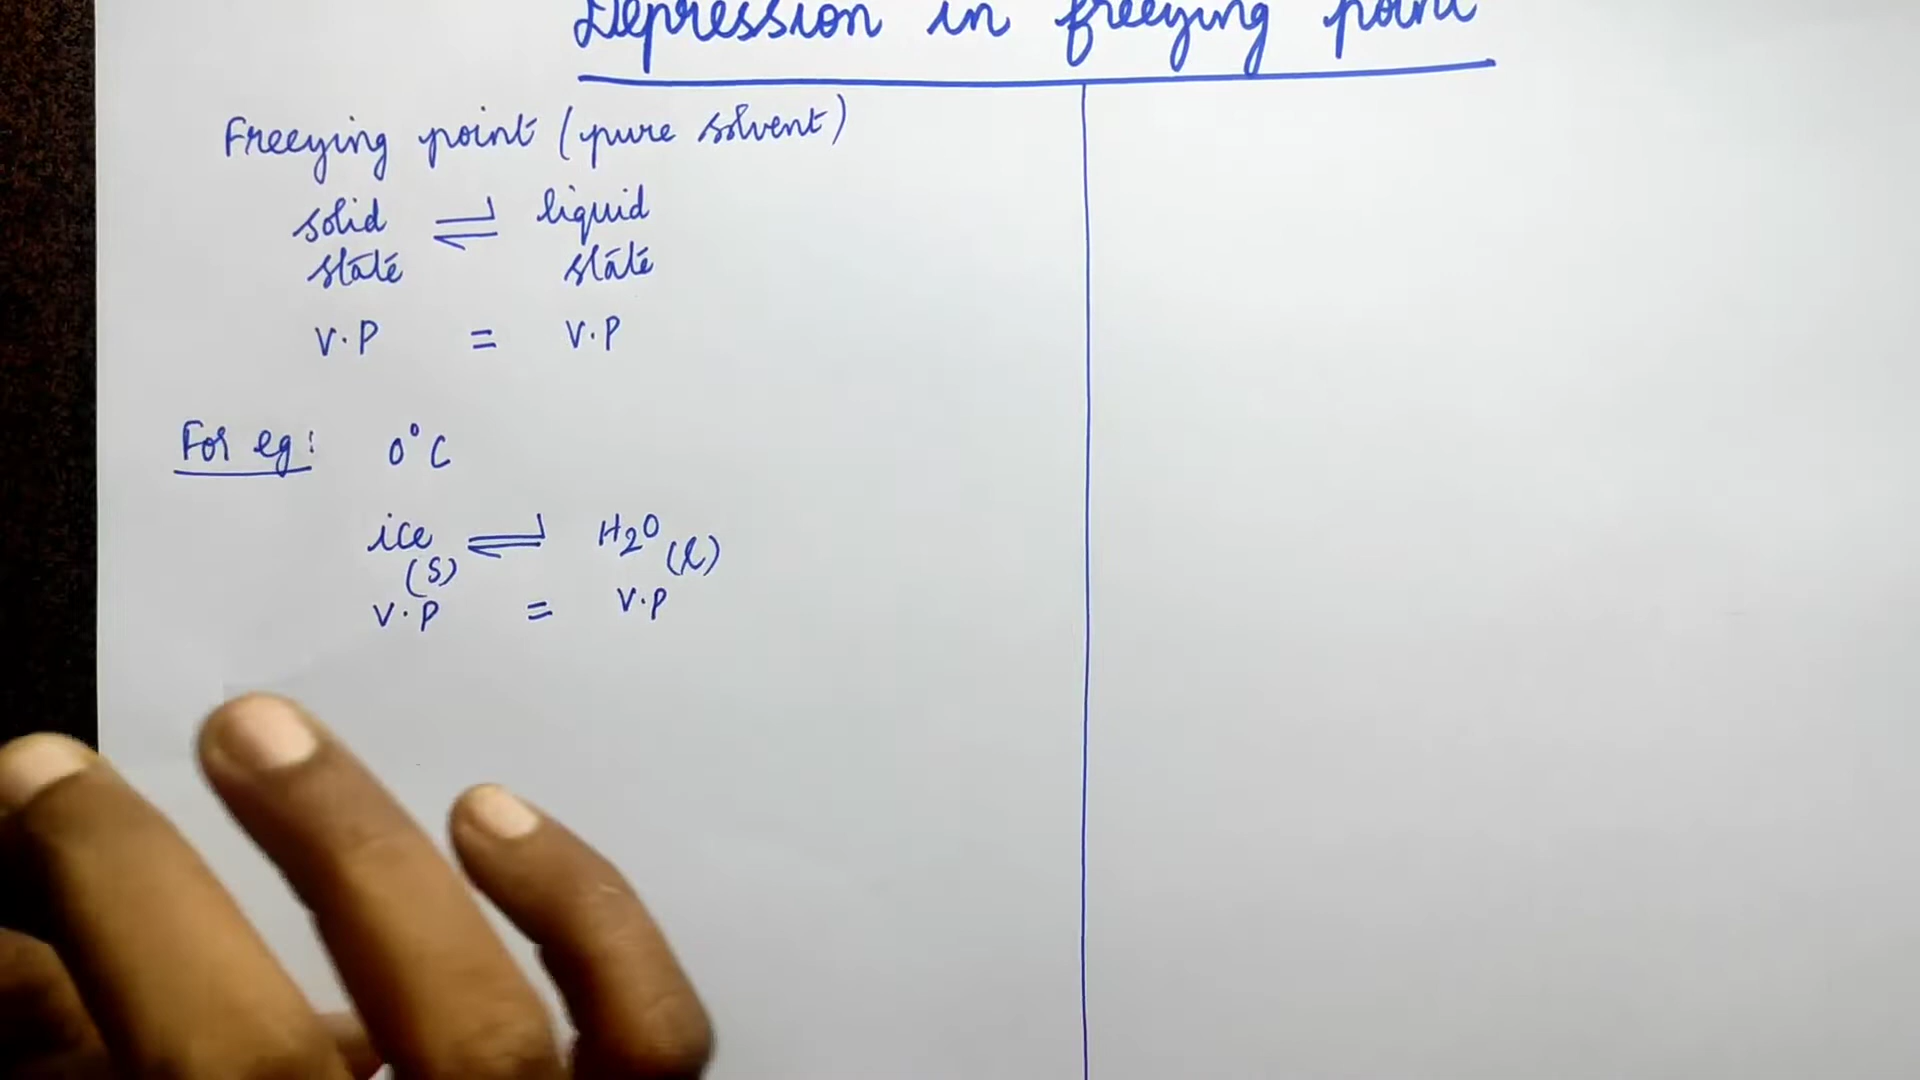 Depression in freezing point
Freezing point (pure solvent)
solid ⇌ liquid
state state
V.P = V.P
For eg: 0°C
ice (s) ⇌ H2O (l)
V.P = V.P